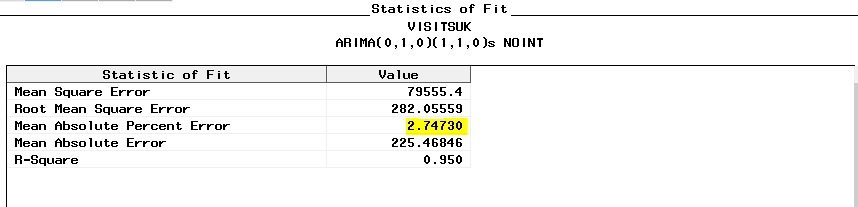 Statistics of Fit
VISITSUK
ARIMA(0,1,0)(1,1,0)s NOINT
Statistic of Fit Value
Mean Square Error 79555.4
Root Mean Square Error 282.05559
Mean Absolute Percent Error 2.74730
Mean Absolute Error 225.46846
R-Square 0.950